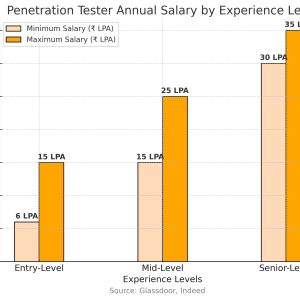 Penetration Tester Annual Salary by Experience Le
Minimum Salary (₹ LPA)
Maximum Salary (₹ LPA)
35 L
30 LPA
25 LPA
15 LPA
15 LPA
6 LPA
Entry-Level
Mid-Level
Senior-Le
Experience Levels
Source: Glassdoor, Indeed